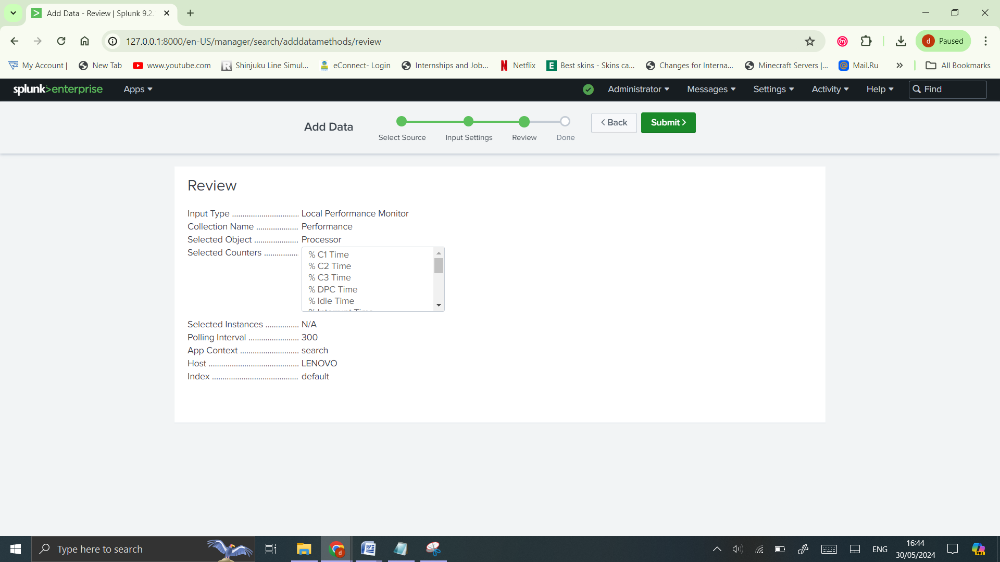 Add Data - Review | Splunk 9.2.
127.0.0.1:8000/en-US/manager/search/adddatamethods/review
d Paused
My Account | New Tab www.youtube.com Shinjuku Line Simul... eConnect- Login Internships and Job... Netflix Best skins - Skins ca... Changes for Interna... Minecraft Servers |... Mail.Ru » All Bookmarks
splunk>enterprise Apps Administrator Messages Settings Activity Help Find
Add Data
Select Source Input Settings Review Done
< Back Submit >
Review
Input Type ................................ Local Performance Monitor
Collection Name .................... Performance
Selected Object ..................... Processor
Selected Counters ................
% C1 Time
% C2 Time
% C3 Time
% DPC Time
% Idle Time
% Interrupt Time
Selected Instances ................ N/A
Polling Interval ........................ 300
App Context ............................ search
Host ........................................... LENOVO
Index ......................................... default
Type here to search
ENG
16:44
30/05/2024
PRE